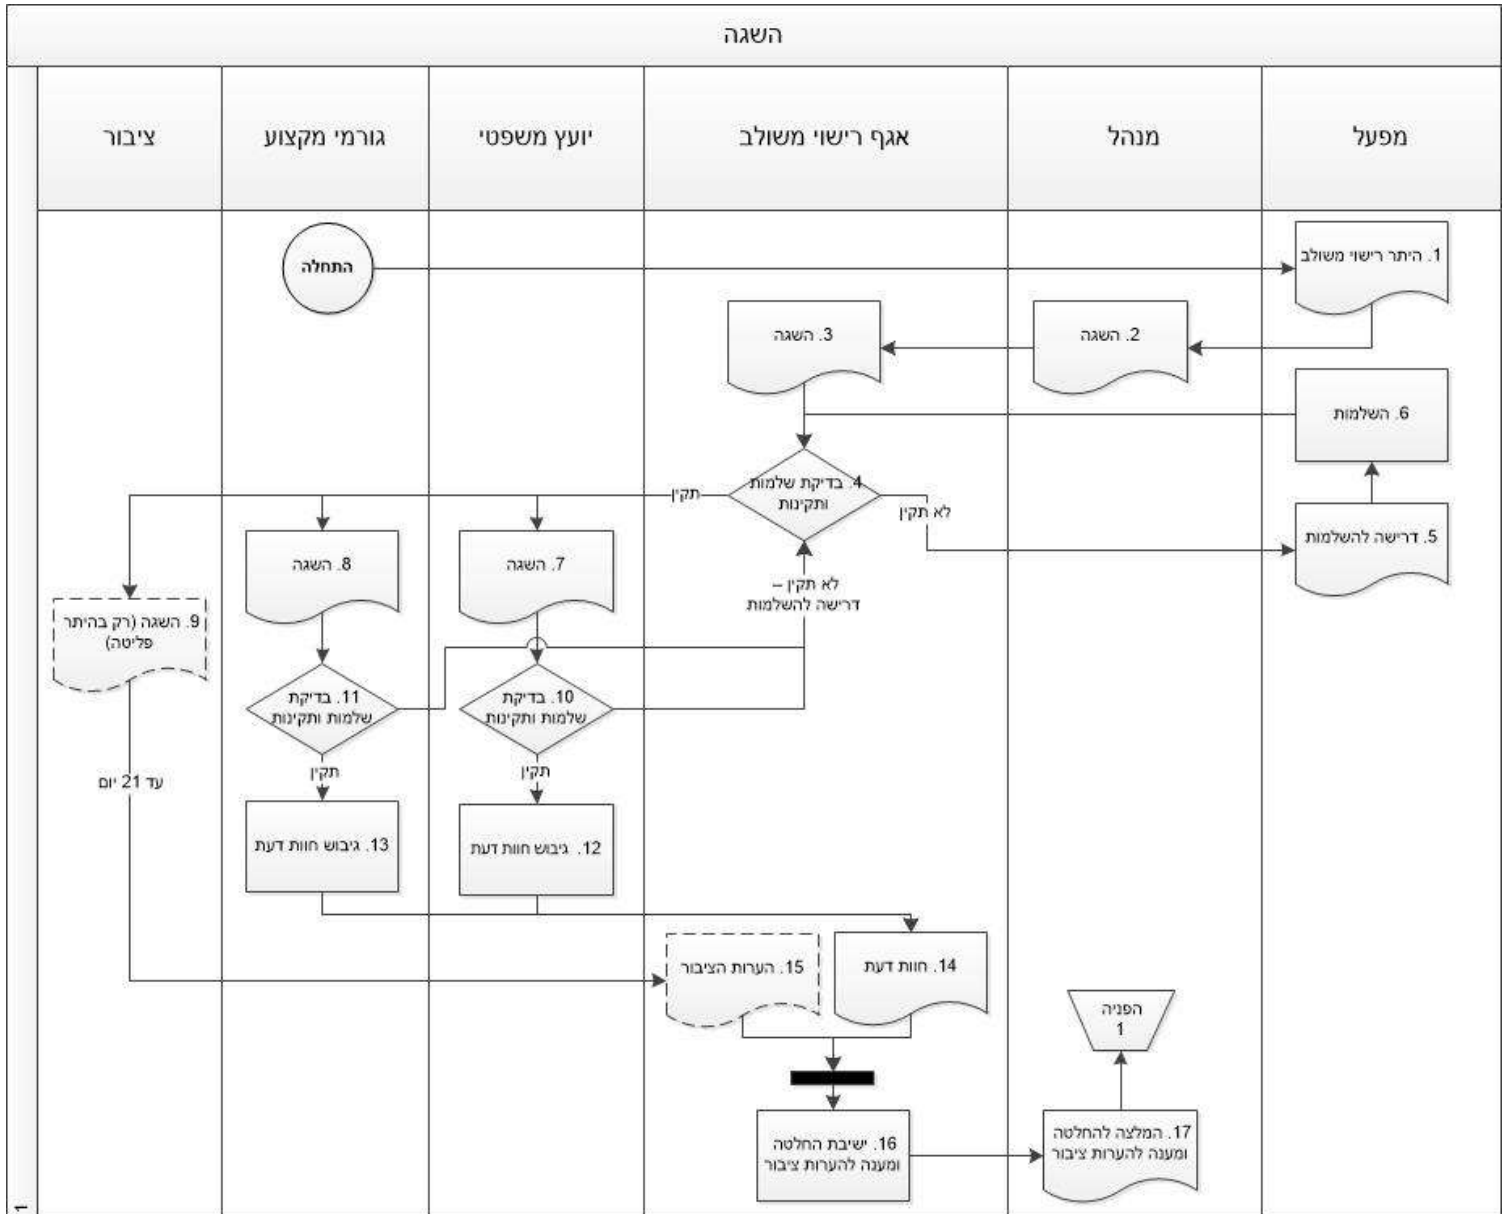 השגה
מפעל
מנהל
אגף רישוי משולב
יועץ משפטי
גורמי מקצוע
ציבור
התחלה
1. היתר רישוי משולב
2. השגה
3. השגה
6. השלמות
4. בדיקת שלמות
ותקינות
תקין
לא תקין
5. דרישה להשלמות
7. השגה
8. השגה
9. השגה (רק בהיתר
פליטה)
לא תקין –
דרישה להשלמות
10. בדיקת
שלמות ותקינות
11. בדיקת
שלמות ותקינות
תקין
תקין
עד 21 יום
12. גיבוש חוות דעת
13. גיבוש חוות דעת
14. חוות דעת
15. הערות הציבור
הפניה
1
16. ישיבת החלטה
ומענה להערות ציבור
17. המלצה להחלטה
ומענה להערות ציבור
1